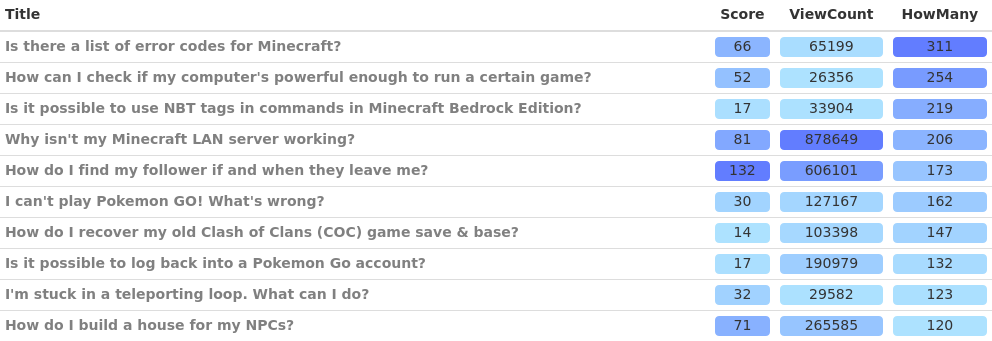 Title Score ViewCount HowMany
Is there a list of error codes for Minecraft? 66 65199 311
How can I check if my computer's powerful enough to run a certain game? 52 26356 254
Is it possible to use NBT tags in commands in Minecraft Bedrock Edition? 17 33904 219
Why isn't my Minecraft LAN server working? 81 878649 206
How do I find my follower if and when they leave me? 132 606101 173
I can't play Pokemon GO! What's wrong? 30 127167 162
How do I recover my old Clash of Clans (COC) game save & base? 14 103398 147
Is it possible to log back into a Pokemon Go account? 17 190979 132
I'm stuck in a teleporting loop. What can I do? 32 29582 123
How do I build a house for my NPCs? 71 265585 120